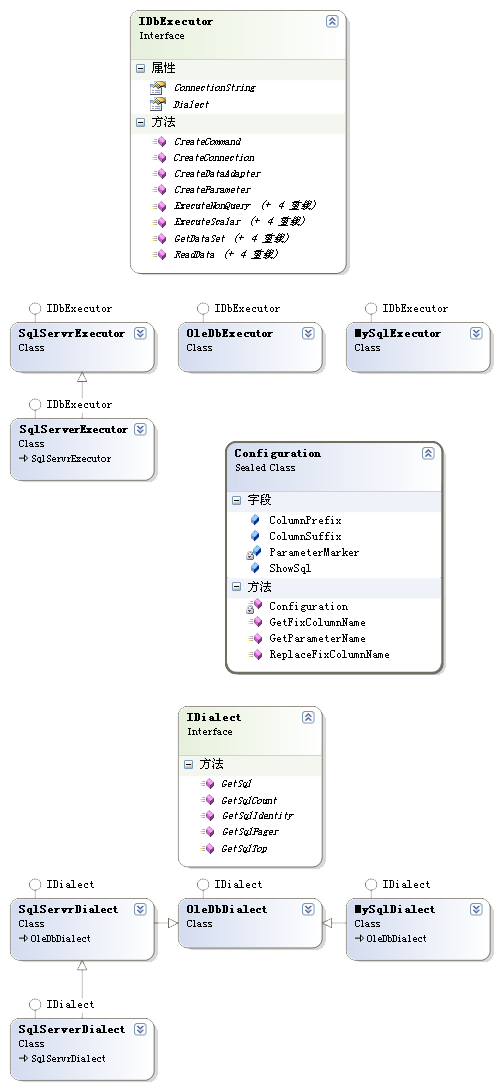 IDbExecutor
Interface
属性
ConnectionString
Dialect
方法
CreateCommand
CreateConnection
CreateDataAdapter
CreateParameter
ExecuteNonQuery (+ 4 重载)
ExecuteScalar (+ 4 重载)
GetDataSet (+ 4 重载)
ReadData (+ 4 重载)
IDbExecutor IDbExecutor IDbExecutor
SqlServrExecutor OleDbExecutor MySqlExecutor
Class Class Class
IDbExecutor
SqlServerExecutor
Class
SqlServrExecutor
Configuration
Sealed Class
字段
ColumnPrefix
ColumnSuffix
ParameterMarker
ShowSql
方法
Configuration
GetFixColumnName
GetParameterName
ReplaceFixColumnName
IDialect
Interface
方法
GetSql
GetSqlCount
GetSqlIdentity
GetSqlPager
GetSqlTop
IDialect IDialect IDialect
SqlServrDialect OleDbDialect MySqlDialect
Class Class Class
OleDbDialect OleDbDialect
IDialect
SqlServerDialect
Class
SqlServrDialect